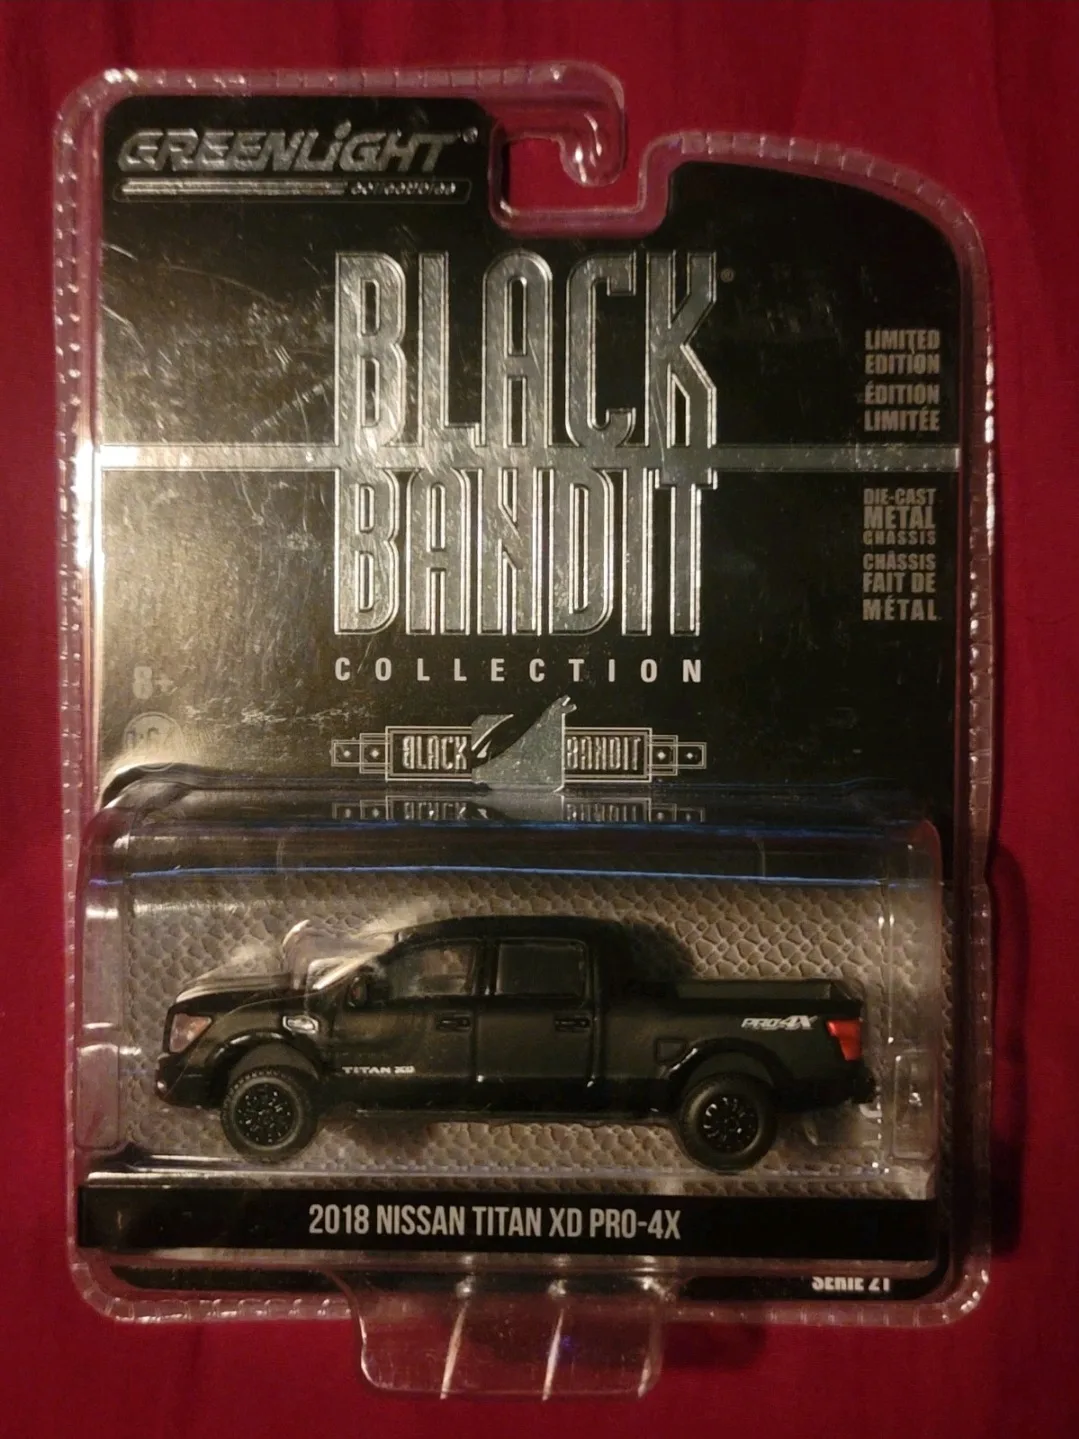 GREENLiGHT®
collectibles
BLACK®
BANDIT
COLLECTION
LIMITED
EDITION
ÉDITION
LIMITÉE
DIE-CAST
METAL
CHASSIS
CHÂSSIS
FAIT DE
MÉTAL
8+
BLACK BANDIT
TITAN XD
PRO-4X
2018 NISSAN TITAN XD PRO-4X
SERIE 21